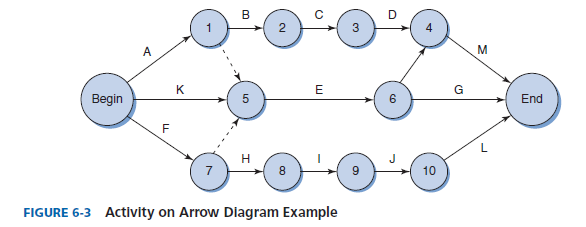 B C D
1 2 3 4
A M
K E G
Begin 5 6 End
F
H I J L
7 8 9 10
FIGURE 6-3 Activity on Arrow Diagram Example